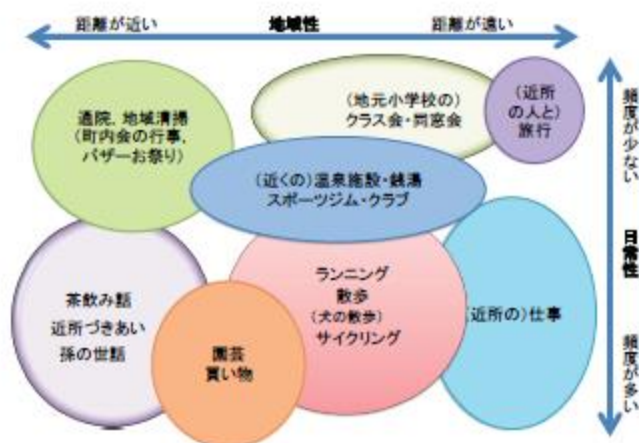 距離が近い 地域性 距離が遠い
通院、地域清掃
(町内会の行事、
バザーお祭り)
(地元小学校の)
クラス会・同窓会
(近所
の人と)
旅行
(近くの)温泉施設・銭湯
スポーツジム・クラブ
茶飲み話
近所づきあい
孫の世話
園芸
買い物
ランニング
散歩
(犬の散歩)
サイクリング
(近所の)仕事
頻度が少ない
日常性
頻度が多い